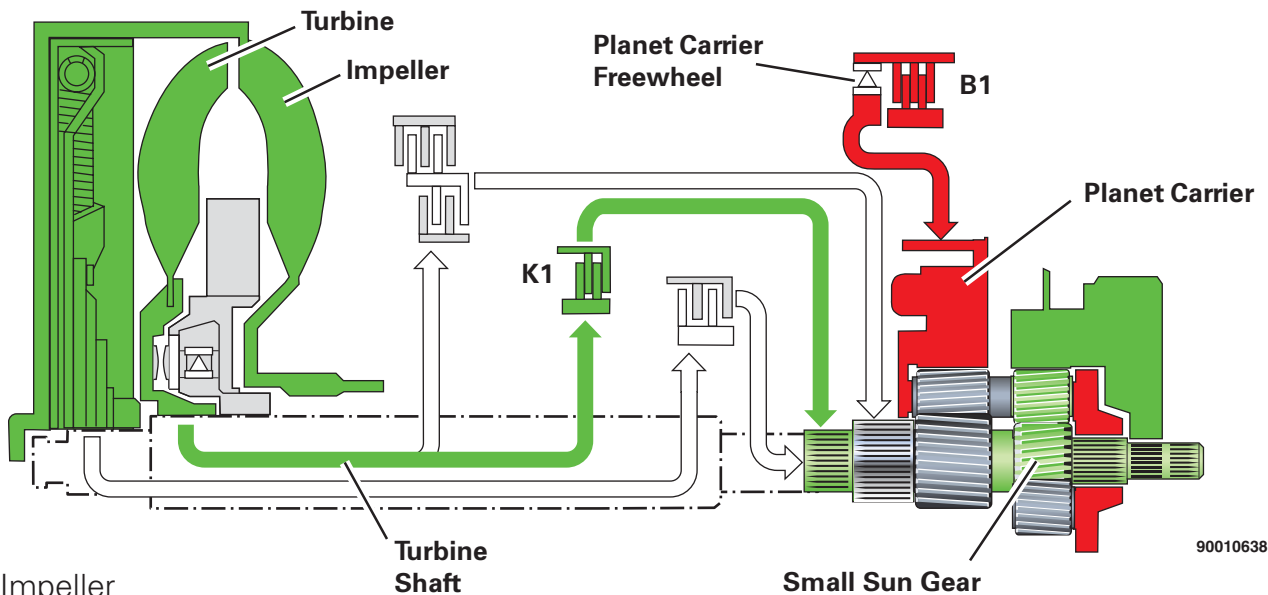 Turbine
Impeller
Planet Carrier
Freewheel
B1
Planet Carrier
K1
Turbine
Shaft
Small Sun Gear
90010638
Impeller